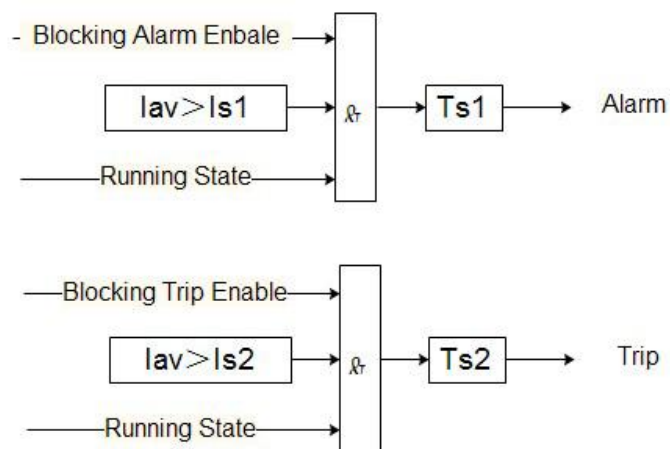 - Blocking Alarm Enbale
Iav>Is1
&
Ts1
Alarm
Running State
Blocking Trip Enable
Iav>Is2
&
Ts2
Trip
Running State